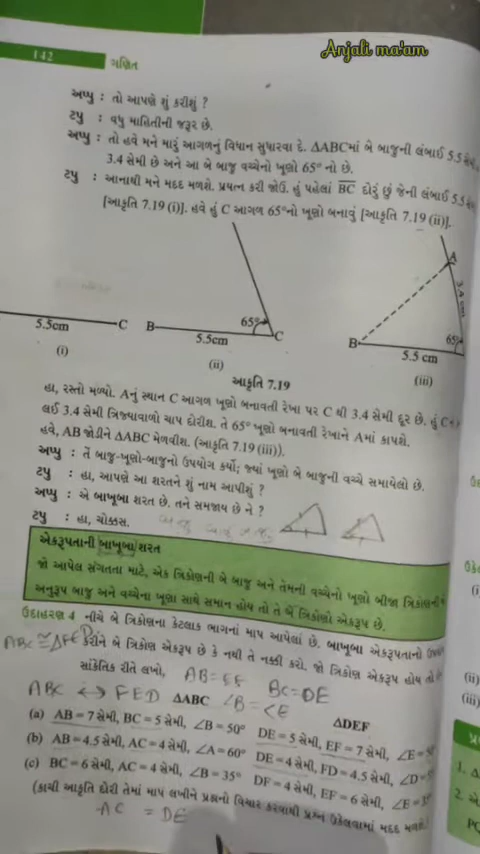 Anjali ma'am
142
ગણિત
અપ્પુ : તો આપણે શું કરીશું ?
ટપુ : વધુ માહિતીની જરૂર છે.
અપ્પુ : તો હવે મને મારું આગળનું વિધાન સુધારવા દે. ΔABCમાં બે બાજુની લંબાઈ 5.5 સેમી
3.4 સેમી છે અને આ બે બાજુ વચ્ચેનો ખૂણો 65° નો છે.
ટપુ : આનાથી મને મદદ મળશે. પ્રયત્ન કરી જોઉં. હું પહેલાં BC દોરું છું જેની લંબાઈ 5.5 સેમી
[આકૃતિ 7.19 (i)]. હવે હું C આગળ 65°નો ખૂણો બનાવું [આકૃતિ 7.19 (ii)].
5.5cm C
(i)
B 5.5cm 65° C
(ii)
A
3.4 cm
B 5.5 cm 65°
(iii)
આકૃતિ 7.19
હા, રસ્તો મળ્યો. Aનું સ્થાન C આગળ ખૂણો બનાવતી રેખા પર C થી 3.4 સેમી દૂર છે. હું C
લઈ 3.4 સેમી ત્રિજ્યાવાળો ચાપ દોરીશ. તે 65° ખૂણો બનાવતી રેખાને Aમાં કાપશે.
હવે, AB જોડીને ΔABC મેળવીશ. (આકૃતિ 7.19 (iii)).
અપ્પુ : તેં બાજુ-ખૂણો-બાજુનો ઉપયોગ કર્યો; જ્યાં ખૂણો બે બાજુની વચ્ચે સમાયેલો છે.
ટપુ : હા, આપણે આ શરતને શું નામ આપીશું ?
અપ્પુ : એ બાખૂબા શરત છે. તને સમજાય છે ને ?
ટપુ : હા, ચોક્કસ.
એકરૂપતાની બાખૂબા શરત
જો આપેલ સંગતતા માટે, એક ત્રિકોણની બે બાજુ અને તેમની વચ્ચેનો ખૂણો બીજા ત્રિકોણની
અનુરૂપ બાજુ અને વચ્ચેના ખૂણા સાથે સમાન હોય તો તે બે ત્રિકોણો એકરૂપ છે.
ઉદાહરણ 4 નીચે બે ત્રિકોણના કેટલાક ભાગનાં માપ આપેલાં છે. બાખૂબા એકરૂપતાનો ઉપયોગ
કરીને બે ત્રિકોણ એકરૂપ છે કે નથી તે નક્કી કરો. જો ત્રિકોણ એકરૂપ હોય તો
ABC ≅ ΔFED
સાંકેતિક રીતે લખો,
AB = EF BC = DE
ABC ↔ FED ΔABC ∠B = ∠E ΔDEF
(a) AB = 7 સેમી, BC = 5 સેમી, ∠B = 50° DE = 5 સેમી, EF = 7 સેમી, ∠E = 50°
(b) AB = 4.5 સેમી, AC = 4 સેમી, ∠A = 60° DE = 4 સેમી, FD = 4.5 સેમી, ∠D =
(c) BC = 6 સેમી, AC = 4 સેમી, ∠B = 35° DF = 4 સેમી, EF = 6 સેમી, ∠E = 35°
(કાચી આકૃતિ દોરી તેમાં માપ લખીને પ્રશ્નનો વિચાર કરવાથી પ્રશ્ન ઉકેલવામાં મદદ મળશે.)
AC = DE
(i)
(ii)
(iii)